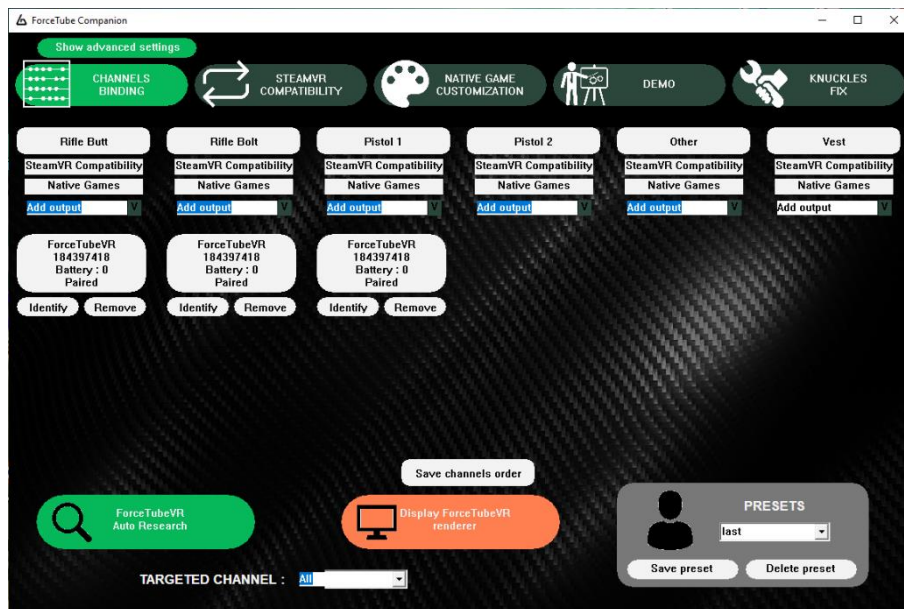 ForceTube Companion
Show advanced settings
CHANNELS
BINDING
STEAMVR
COMPATIBILITY
NATIVE GAME
CUSTOMIZATION
DEMO
KNUCKLES
FIX
Rifle Butt
Rifle Bolt
Pistol 1
Pistol 2
Other
Vest
SteamVR Compatibility
SteamVR Compatibility
SteamVR Compatibility
SteamVR Compatibility
SteamVR Compatibility
SteamVR Compatibility
Native Games
Native Games
Native Games
Native Games
Native Games
Native Games
Add output V
Add output V
Add output V
Add output V
Add output V
Add output V
ForceTubeVR
184397418
Battery : 0
Paired
ForceTubeVR
184397418
Battery : 0
Paired
ForceTubeVR
184397418
Battery : 0
Paired
Identify Remove
Identify Remove
Identify Remove
Save channels order
ForceTubeVR
Auto Research
Display ForceTubeVR
renderer
PRESETS
last
Save preset Delete preset
TARGETED CHANNEL : All